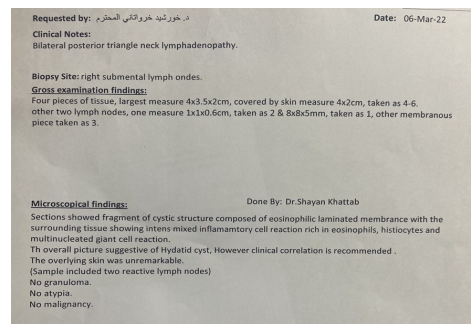 Requested by: د. خورشيد خرواتاني المحترم Date: 06-Mar-22
Clinical Notes:
Bilateral posterior triangle neck lymphadenopathy.
Biopsy Site: right submental lymph ondes.
Gross examination findings:
Four pieces of tissue, largest measure 4x3.5x2cm, covered by skin measure 4x2cm, taken as 4-6.
other two lymph nodes, one measure 1x1x0.6cm, taken as 2 & 8x8x5mm, taken as 1, other membranous
piece taken as 3.
Microscopical findings: Done By: Dr.Shayan Khattab
Sections showed fragment of cystic structure composed of eosinophilic laminated membrance with the
surrounding tissue showing intens mixed inflamamtory cell reaction rich in eosinophils, histiocytes and
multinucleated giant cell reaction.
Th overall picture suggestive of Hydatid cyst, However clinical correlation is recommended .
The overlying skin was unremarkable.
(Sample included two reactive lymph nodes)
No granuloma.
No atypia.
No malignancy.